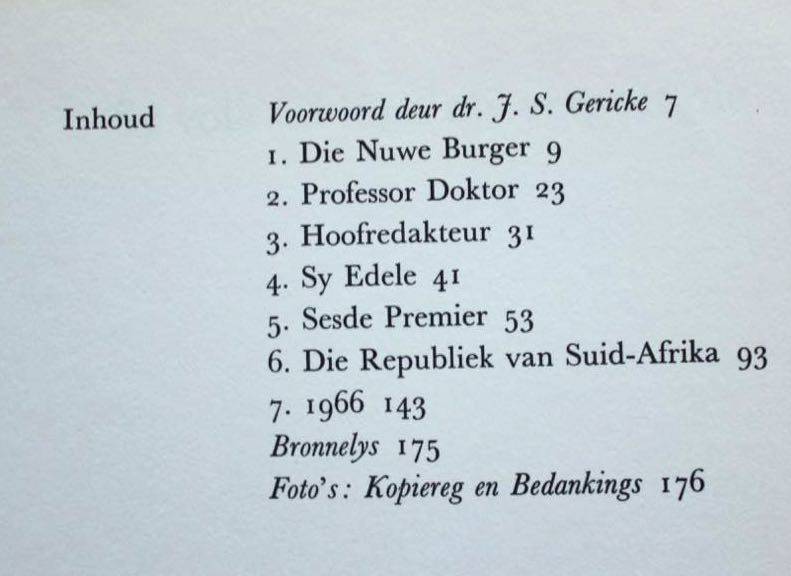 Inhoud
Voorwoord deur dr. J. S. Gericke 7
1. Die Nuwe Burger 9
2. Professor Doktor 23
3. Hoofredakteur 31
4. Sy Edele 41
5. Sesde Premier 53
6. Die Republiek van Suid-Afrika 93
7. 1966 143
Bronnelys 175
Foto's: Kopiereg en Bedankings 176